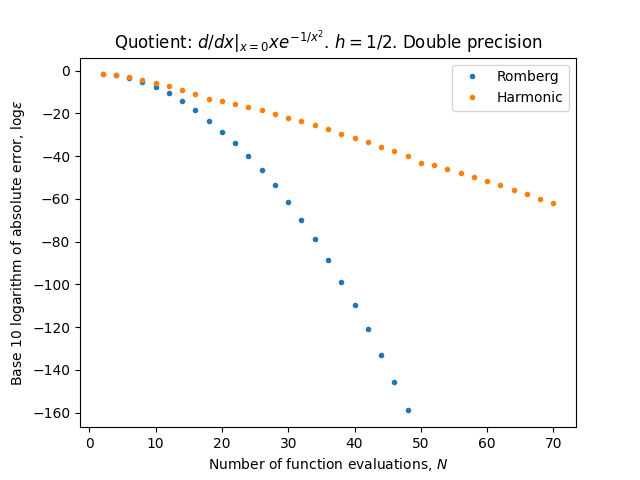 Quotient: d/dx|ₓ₌₀xe^{-1/x²}. h = 1/2. Double precision
Romberg
Harmonic
Base 10 logarithm of absolute error, logε
0
−20
−40
−60
−80
−100
−120
−140
−160
0 10 20 30 40 50 60 70
Number of function evaluations, N